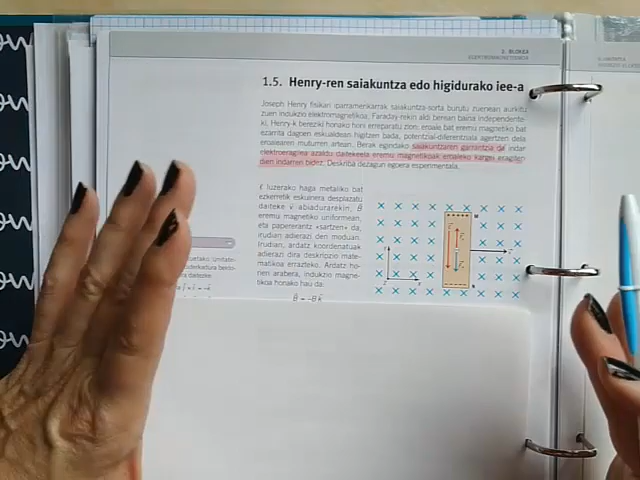 3. BLOKEA
ELEKTROMAGNETISMOA
1.5. Henry-ren saiakuntza edo higidurako iee-a
Joseph Henry fisikari iparramerikarrak saiakuntza-sorta burutu zuenean aurkitu
zuen indukzio elektromagnetikoa, Faraday-rekin aldi berean baina independente-
ki. Henry-k bereziki honako honi erreparatu zion: eroale bat eremu magnetiko bat
ezarrita dagoen eskualdean higitzen bada, potentzial-diferentzia agertzen dela
eroalearen muturren artean. Berak egindako saiakuntzaren garrantzia da indar
elektroeragilea azaldu daitekeela eremu magnetikoak eroaleko kargei eragiten
dien indarren bidez. Deskriba dezagun egoera esperimentala.
luzerako haga metaliko bat
ezkerretik eskuinera desplazatu
daiteke v abiadurarekin, B
eremu magnetiko uniformean,
eta papererantz «sartzen» da,
irudian adierazi den moduan.
Irudian, ardatz koordenatuak
adierazi dira deskripzio mate-
matikoa errazteko. Ardatz ho-
rien arabera, indukzio magne-
tikoa honako hau da:
B = –B k